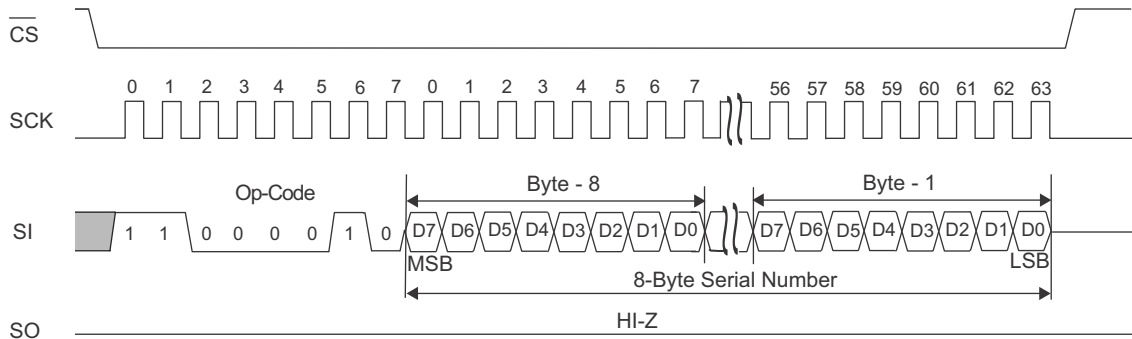 CS
0 1 2 3 4 5 6 7 0 1 2 3 4 5 6 7 56 57 58 59 60 61 62 63
SCK
Op-Code Byte - 8 Byte - 1
SI 1 1 0 0 0 0 1 0 D7 D6 D5 D4 D3 D2 D1 D0 D7 D6 D5 D4 D3 D2 D1 D0
MSB LSB
8-Byte Serial Number
HI-Z
SO